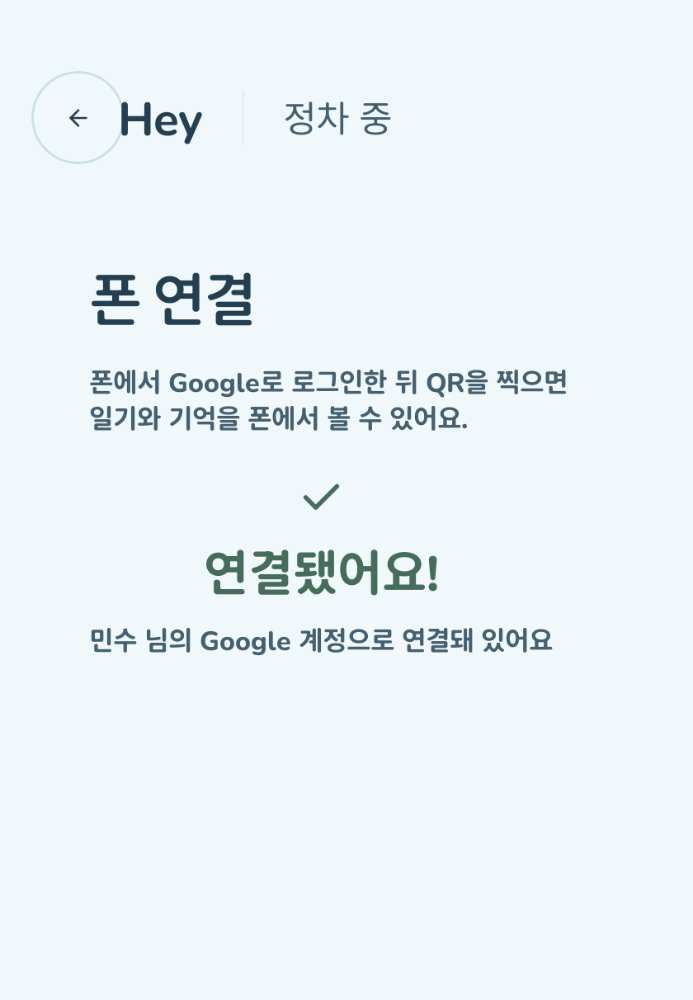 Hey 정차 중
폰 연결
폰에서 Google로 로그인한 뒤 QR을 찍으면
일기와 기억을 폰에서 볼 수 있어요.
연결됐어요!
민수 님의 Google 계정으로 연결돼 있어요